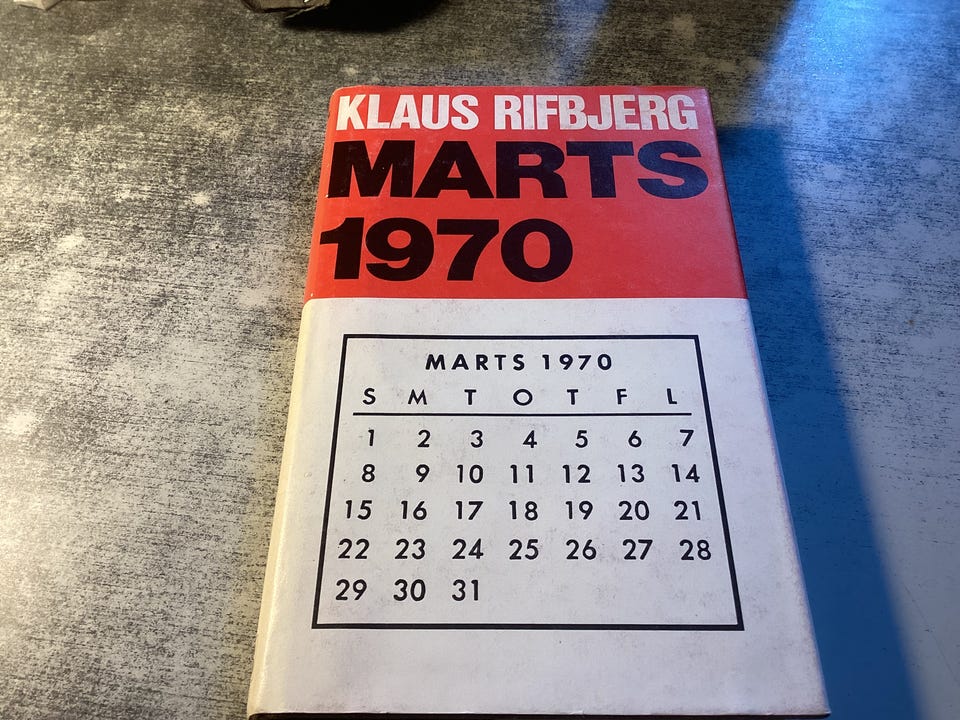 KLAUS RIFBJERG
MARTS
1970
MARTS 1970
S M T O T F L
1 2 3 4 5 6 7
8 9 10 11 12 13 14
15 16 17 18 19 20 21
22 23 24 25 26 27 28
29 30 31